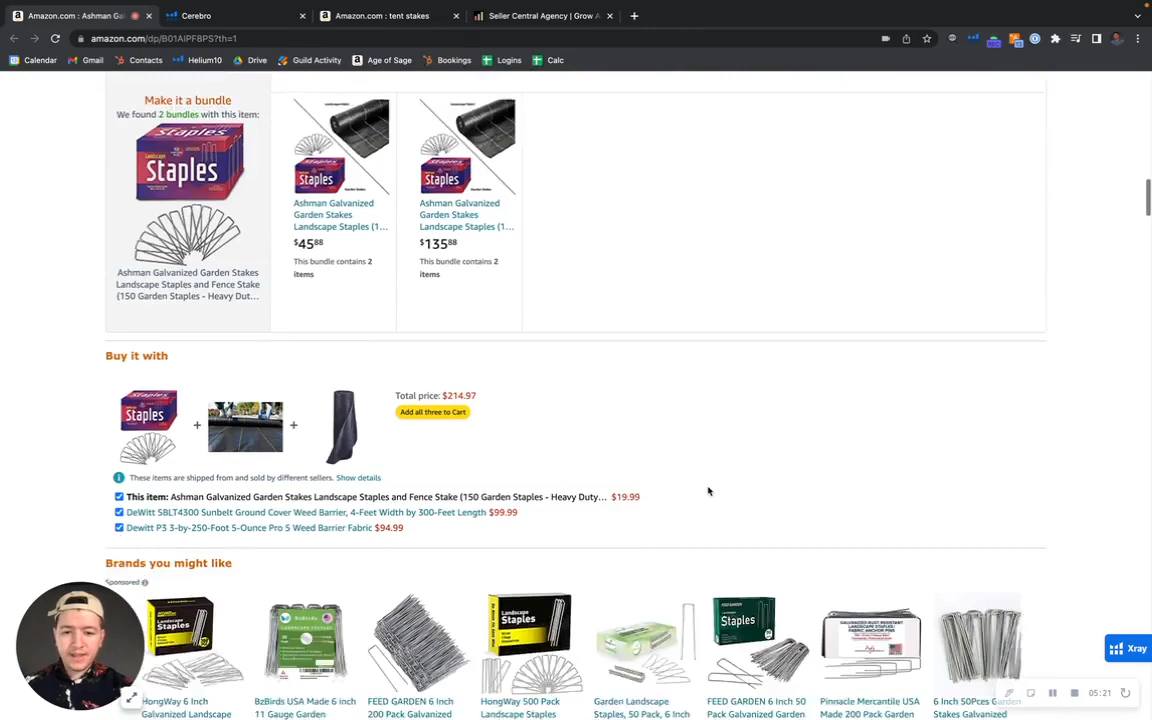 Amazon.com : Ashman Ga
Cerebro
Amazon.com : tent stakes
Seller Central Agency | Grow A
amazon.com/dp/B01AIPF8PS?th=1
Calendar
Gmail
Contacts
Helium10
Drive
Guild Activity
Age of Sage
Bookings
Logins
Calc
Make it a bundle
We found 2 bundles with this item:
Staples
Ashman Galvanized Garden Stakes
Landscape Staples and Fence Stake
(150 Garden Staples - Heavy Dut...
Staples
Ashman Galvanized
Garden Stakes
Landscape Staples (1...
$45.88
This bundle contains 2
items
Staples
Ashman Galvanized
Garden Stakes
Landscape Staples (1...
$135.88
This bundle contains 2
items
Buy it with
Staples
+
+
Total price: $214.97
Add all three to Cart
These items are shipped from and sold by different sellers. Show details
This item: Ashman Galvanized Garden Stakes Landscape Staples and Fence Stake (150 Garden Staples - Heavy Duty... $19.99
DeWitt SBLT4300 Sunbelt Ground Cover Weed Barrier, 4-Feet Width by 300-Feet Length $99.99
Dewitt P3 3-by-250-Foot 5-Ounce Pro 5 Weed Barrier Fabric $94.99
Brands you might like
Sponsored
HongWay 6 Inch
Galvanized Landscape
BzBirds USA Made 6 inch
11 Gauge Garden
FEED GARDEN 6 Inch
200 Pack Galvanized
HongWay 500 Pack
Landscape Staples
Garden Landscape
Staples, 50 Pack, 6 Inch
FEED GARDEN 6 Inch 50
Pack Galvanized Garden
Pinnacle Mercantile USA
Made 200 Pack Garden
6 Inch 50Pcs Garden
Stakes Galvanized
Xray
05:21